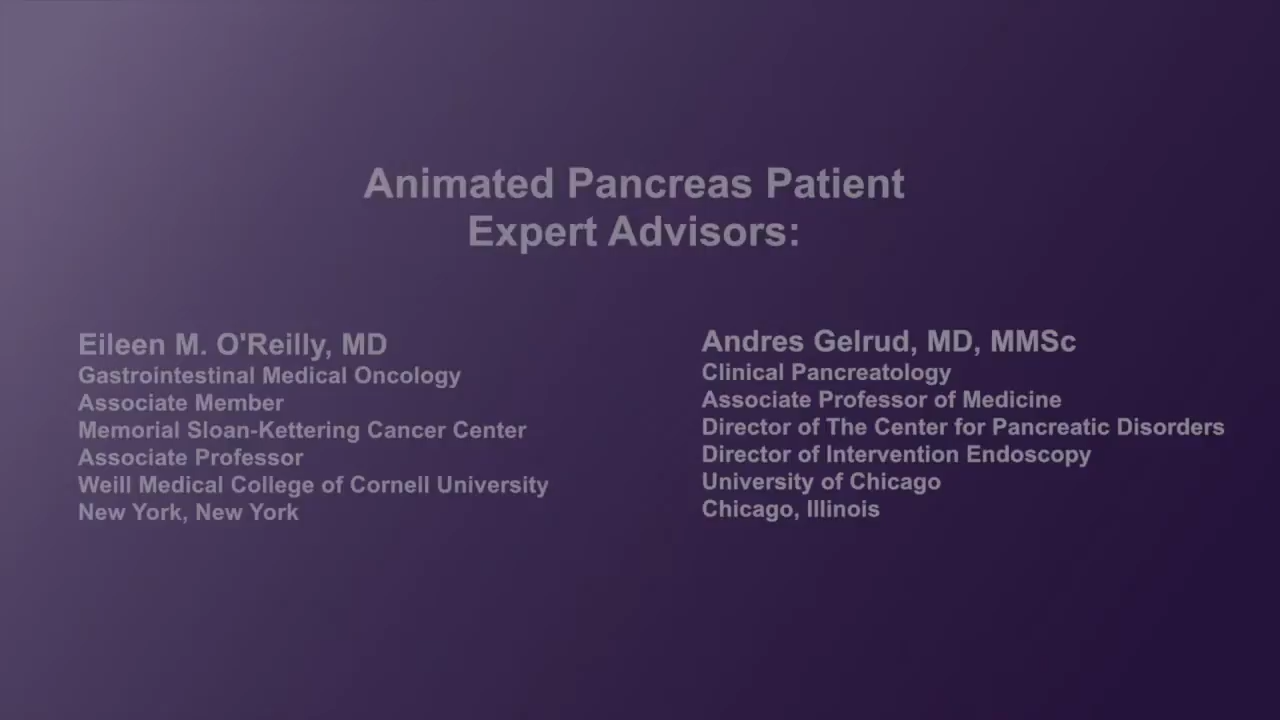 Animated Pancreas Patient
Expert Advisors:
Eileen M. O'Reilly, MD
Gastrointestinal Medical Oncology
Associate Member
Memorial Sloan-Kettering Cancer Center
Associate Professor
Weill Medical College of Cornell University
New York, New York
Andres Gelrud, MD, MMSc
Clinical Pancreatology
Associate Professor of Medicine
Director of The Center for Pancreatic Disorders
Director of Intervention Endoscopy
University of Chicago
Chicago, Illinois